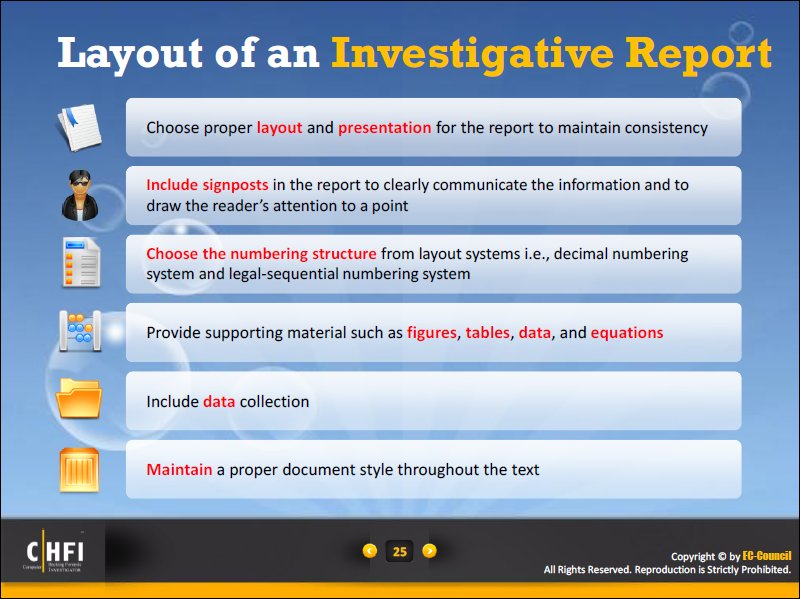 Layout of an Investigative Report
Choose proper layout and presentation for the report to maintain consistency
Include signposts in the report to clearly communicate the information and to
draw the reader's attention to a point
Choose the numbering structure from layout systems i.e., decimal numbering
system and legal-sequential numbering system
Provide supporting material such as figures, tables, data, and equations
Include data collection
Maintain a proper document style throughout the text
CHFI
Computer Hacking Forensic
INVESTIGATOR
25
Copyright © by EC-Council
All Rights Reserved. Reproduction is Strictly Prohibited.